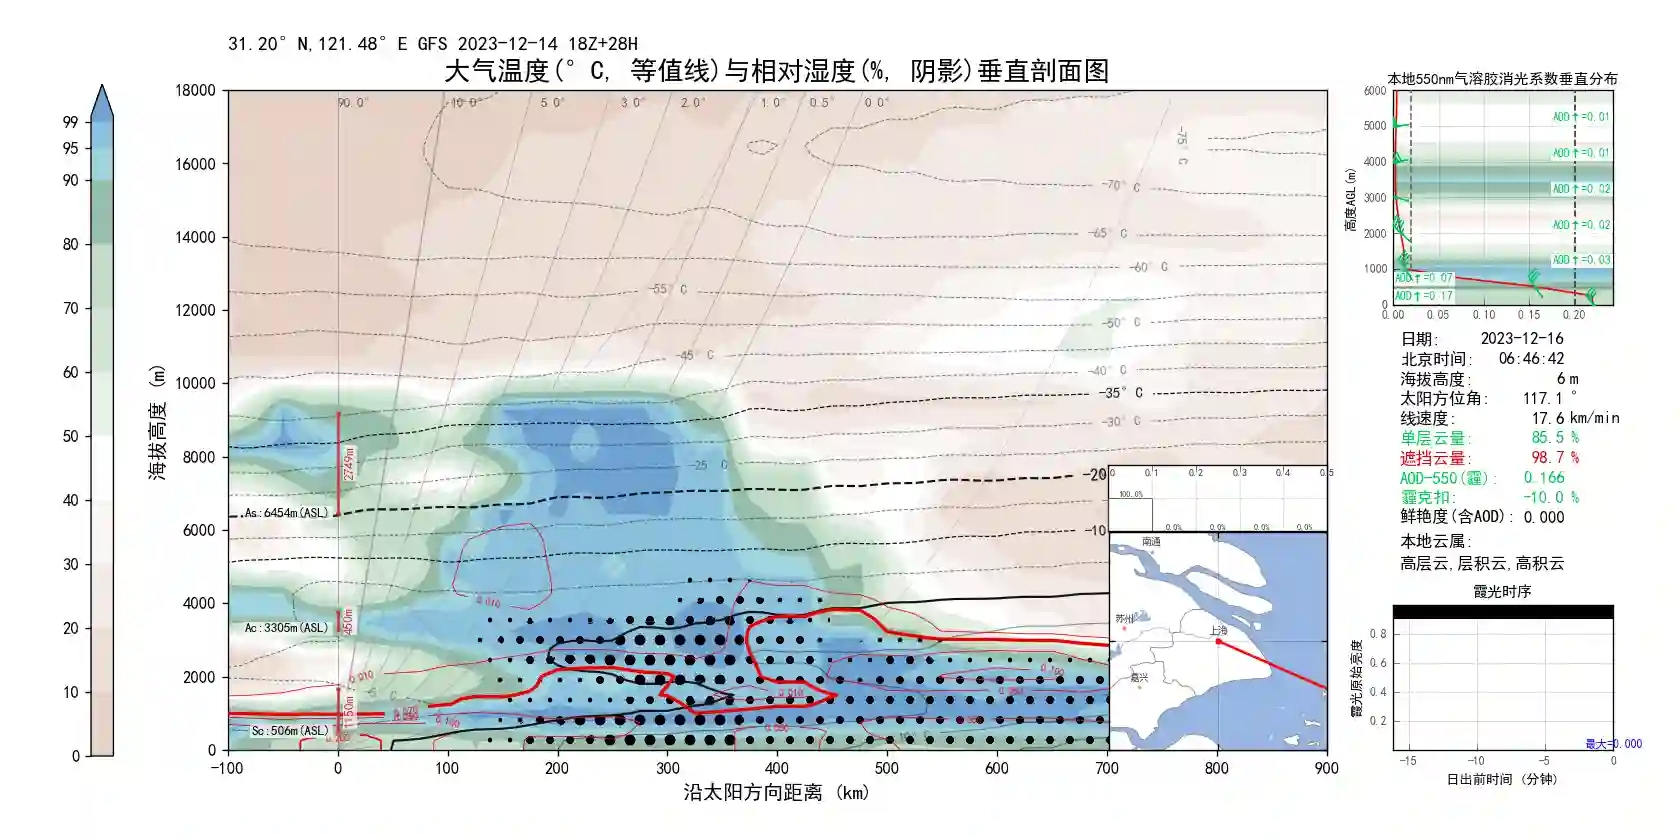 31.20°N,121.48°E GFS 2023-12-14 18Z+28H
大气温度(°C, 等值线)与相对湿度(%, 阴影)垂直剖面图
99
95
90
80
70
60
50
40
30
20
10
0
海拔高度 (m)
18000
16000
14000
12000
10000
8000
6000
4000
2000
0
90.0°
10.0°
5.0°
3.0°
2.0°
1.0°
0.5°
0.0°
-75°C
-70°C
-65°C
-60°C
-55°C
-50°C
-45°C
-40°C
-35°C
-30°C
-25°C
-20
-10
-5°C
2749m
As:6454m(ASL)
450m
Ac:3305m(ASL)
1150m
Sc:506m(ASL)
0.010
0.010
0.010
0.100
0.100
-100
0
100
200
300
400
500
600
700
800
900
沿太阳方向距离 (km)
0.0
0.1
0.2
0.3
0.4
0.5
100.0%
0.0%
0.0%
0.0%
0.0%
南通
苏州
上海
嘉兴
本地550nm气溶胶消光系数垂直分布
高度AGL(m)
6000
5000
4000
3000
2000
1000
0
AOD↑=0.01
AOD↑=0.01
AOD↑=0.02
AOD↑=0.02
AOD↑=0.03
AOD↑=0.07
AOD↑=0.17
0.00
0.05
0.10
0.15
0.20
日期: 2023-12-16
北京时间: 06:46:42
海拔高度: 6 m
太阳方位角: 117.1 °
线速度: 17.6 km/min
单层云量: 85.5 %
遮挡云量: 98.7 %
AOD-550(霾): 0.166
霾克扣: -10.0 %
鲜艳度(含AOD): 0.000
本地云属:
高层云,层积云,高积云
霞光时序
霞光原始亮度
0.8
0.6
0.4
0.2
最大=0.000
-15
-10
-5
0
日出前时间 (分钟)